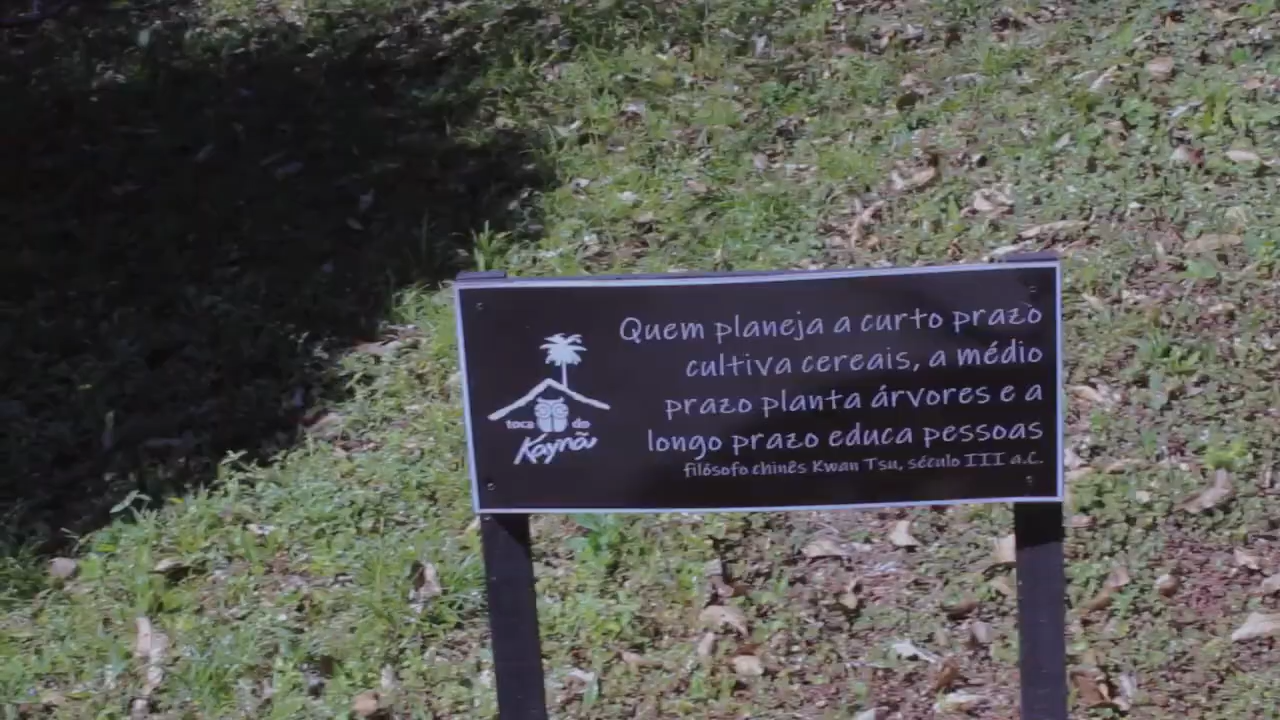 toca do
Kaynã
Quem planeja a curto prazo
cultiva cereais, a médio
prazo planta árvores e a
longo prazo educa pessoas
filósofo chinês Kwan Tsu, século III a.C.